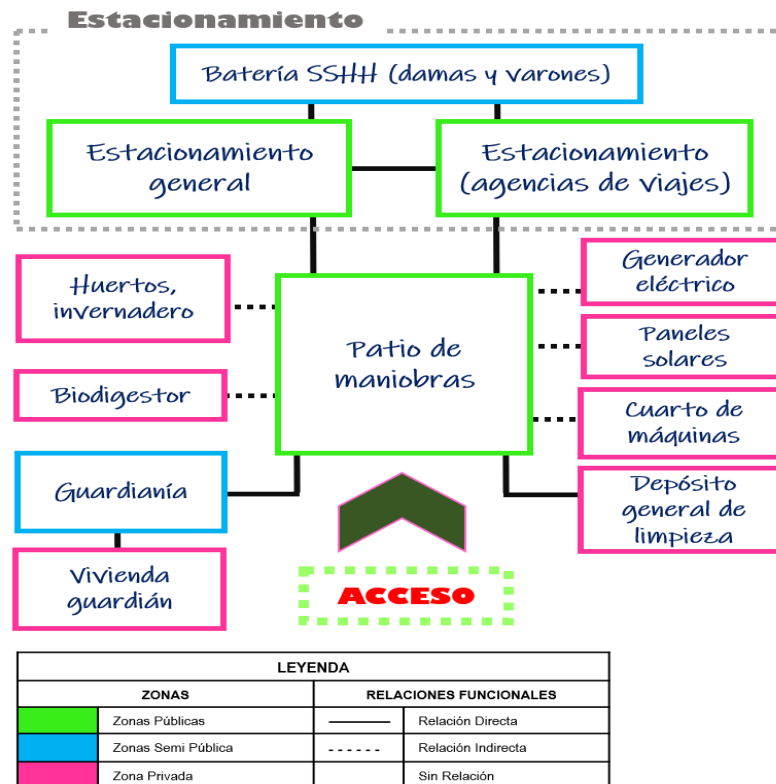 Estacionamiento
Batería SSHH (damas y varones)
Estacionamiento
general
Estacionamiento
(agencias de viajes)
Huertos,
invernadero
Generador
eléctrico
Patio de
maniobras
Paneles
solares
Biodigestor
Cuarto de
máquinas
Guardianía
Depósito
general de
limpieza
Vivienda
guardián
ACCESO
LEYENDA
ZONAS
RELACIONES FUNCIONALES
Zonas Públicas
Relación Directa
Zonas Semi Pública
Relación Indirecta
Zona Privada
Sin Relación